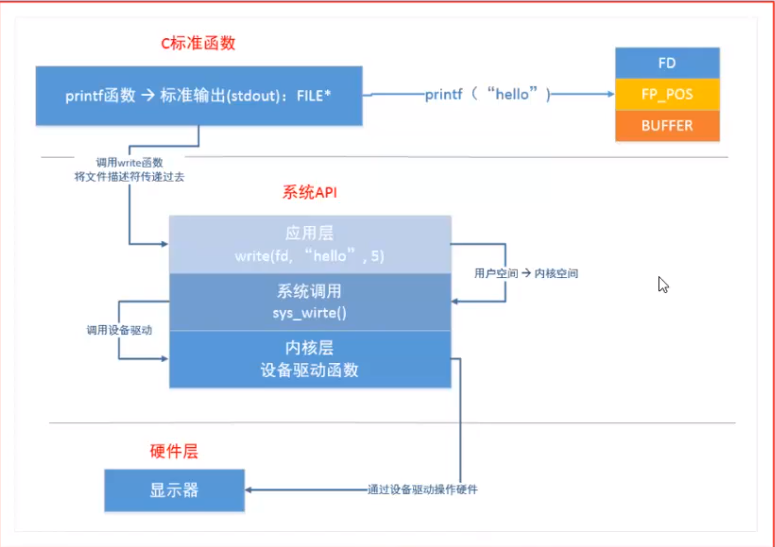 C标准函数
printf函数 → 标准输出(stdout)：FILE*
printf（ “hello” )
FD
FP_POS
BUFFER
调用write函数
将文件描述符传递过去
系统API
应用层
write(fd, “hello” , 5)
用户空间 → 内核空间
系统调用
sys_wirte()
调用设备驱动
内核层
设备驱动函数
硬件层
显示器
通过设备驱动操作硬件